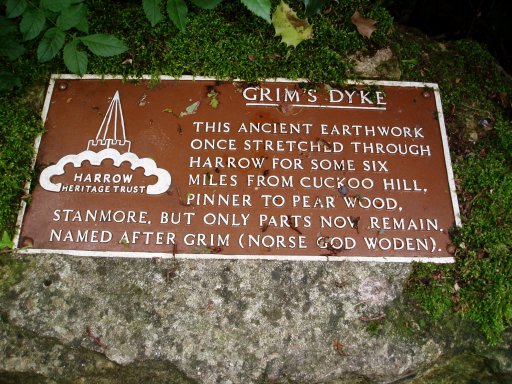 GRIM'S DYKE
THIS ANCIENT EARTHWORK
ONCE STRETCHED THROUGH
HARROW FOR SOME SIX
MILES FROM CUCKOO HILL,
PINNER TO PEAR WOOD,
STANMORE, BUT ONLY PARTS NOW REMAIN.
NAMED AFTER GRIM (NORSE GOD WODEN).
HARROW
HERITAGE TRUST